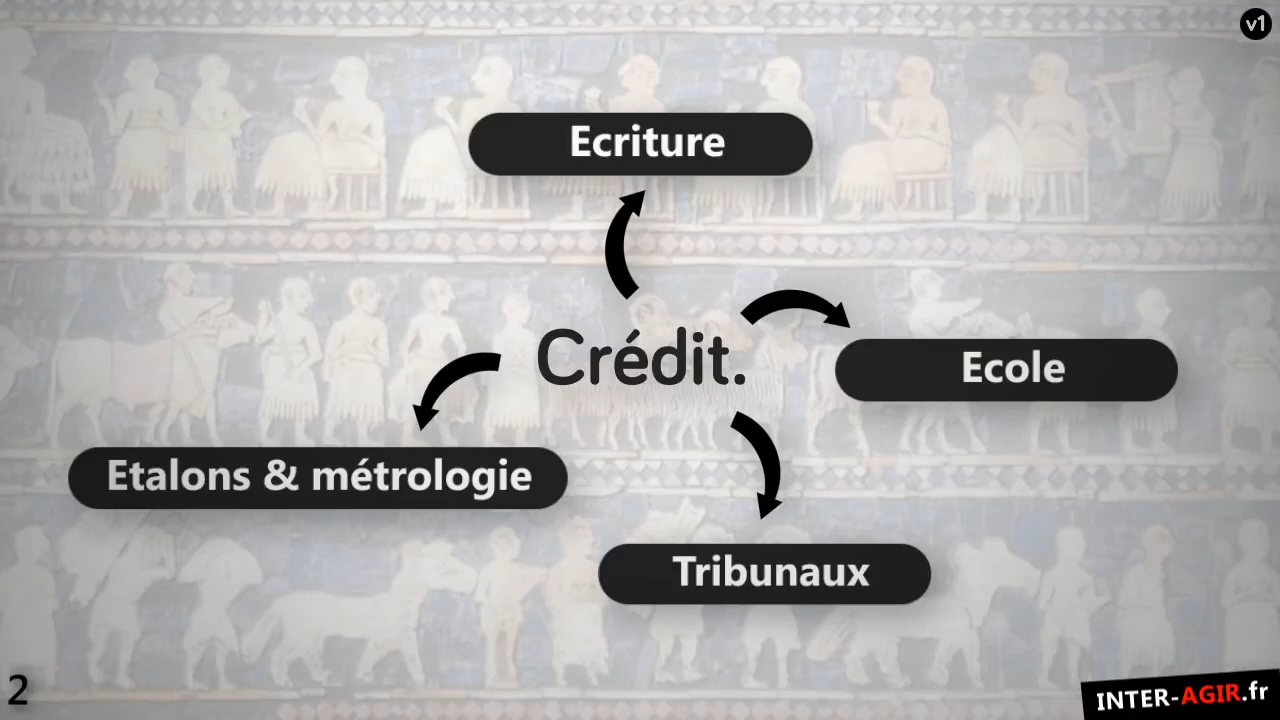 v1
Ecriture
Crédit.
Ecole
Etalons & métrologie
Tribunaux
2
INTER-AGIR.fr